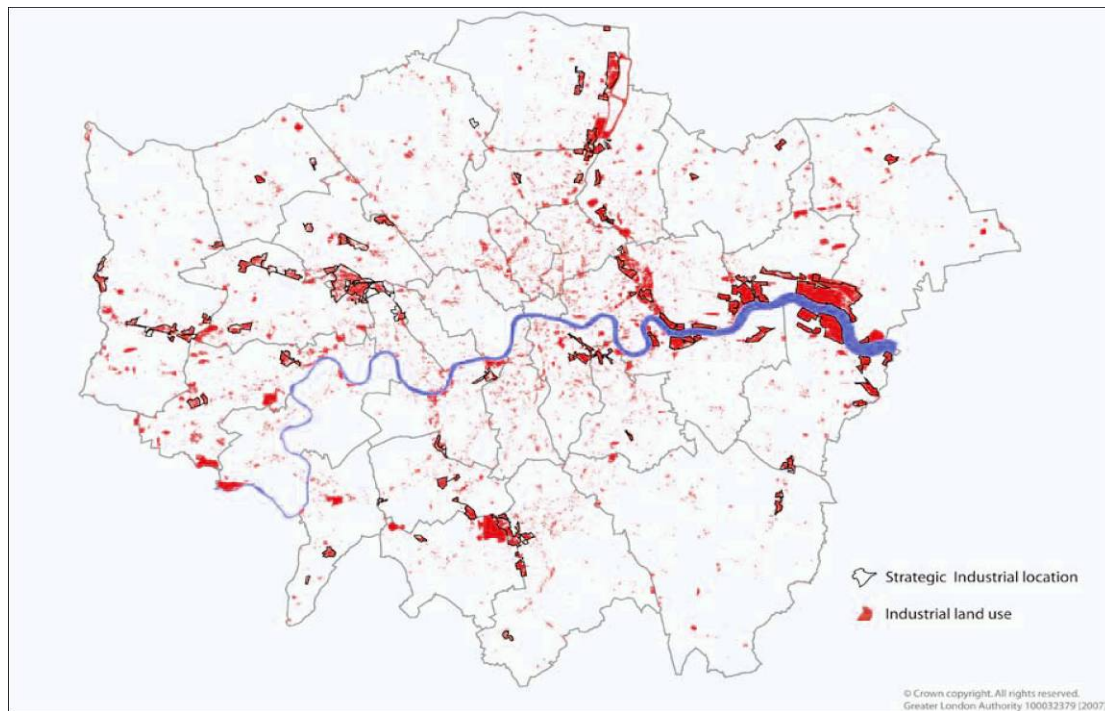 Strategic Industrial location
Industrial land use
© Crown copyright. All rights reserved.
Greater London Authority 100032379 (2007)